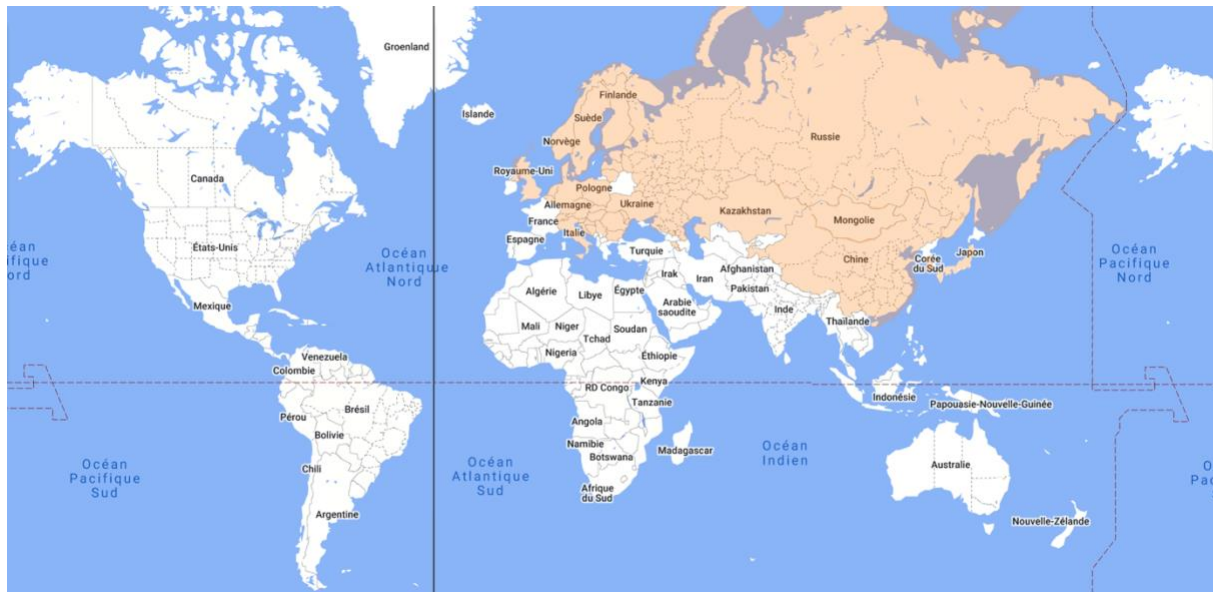 Groenland
Islande
Finlande
Suède
Norvège
Russie
Royaume-Uni
Pologne
Allemagne
Ukraine
Kazakhstan
Mongolie
France
Italie
Espagne
Turquie
Chine
Corée
du Sud
Japon
Canada
États-Unis
Mexique
Océan
Atlantique
Nord
éan
ifique
ord
Océan
Pacifique
Nord
Irak
Iran
Afghanistan
Pakistan
Algérie
Libye
Égypte
Arabie
saoudite
Inde
Thaïlande
Mali
Niger
Tchad
Soudan
Nigeria
Éthiopie
Venezuela
Colombie
RD Congo
Kenya
Tanzanie
Indonésie
Papouasie-Nouvelle-Guinée
Pérou
Brésil
Bolivie
Angola
Namibie
Botswana
Madagascar
Océan
Indien
Océan
Pacifique
Sud
Chili
Océan
Atlantique
Sud
Afrique
du Sud
Australie
Argentine
Nouvelle-Zélande
O
Pac